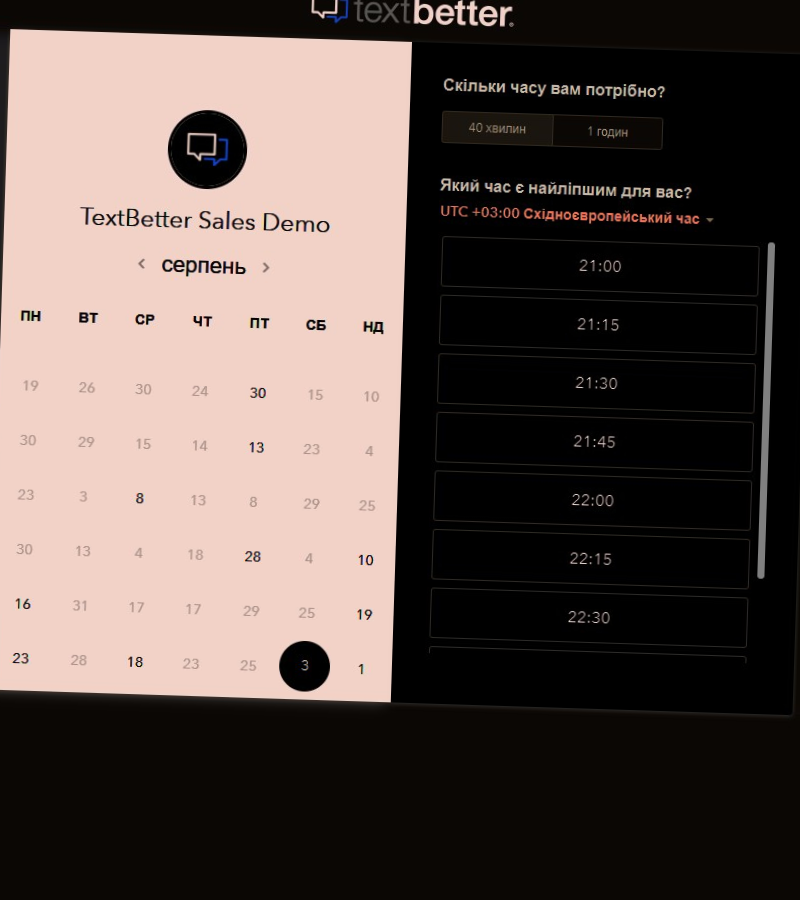 textbetter.
TextBetter Sales Demo
серпень
ПН ВТ СР ЧТ ПТ СБ НД
19 26 30 24 30 15 10
30 29 15 14 13 23 4
23 3 8 13 8 29 25
30 13 4 18 28 4 10
16 31 17 17 29 25 19
23 28 18 23 25 3 1
Скільки часу вам потрібно?
40 хвилин 1 годин
Який час є найліпшим для вас?
UTC +03:00 Східноєвропейський час
21:00
21:15
21:30
21:45
22:00
22:15
22:30